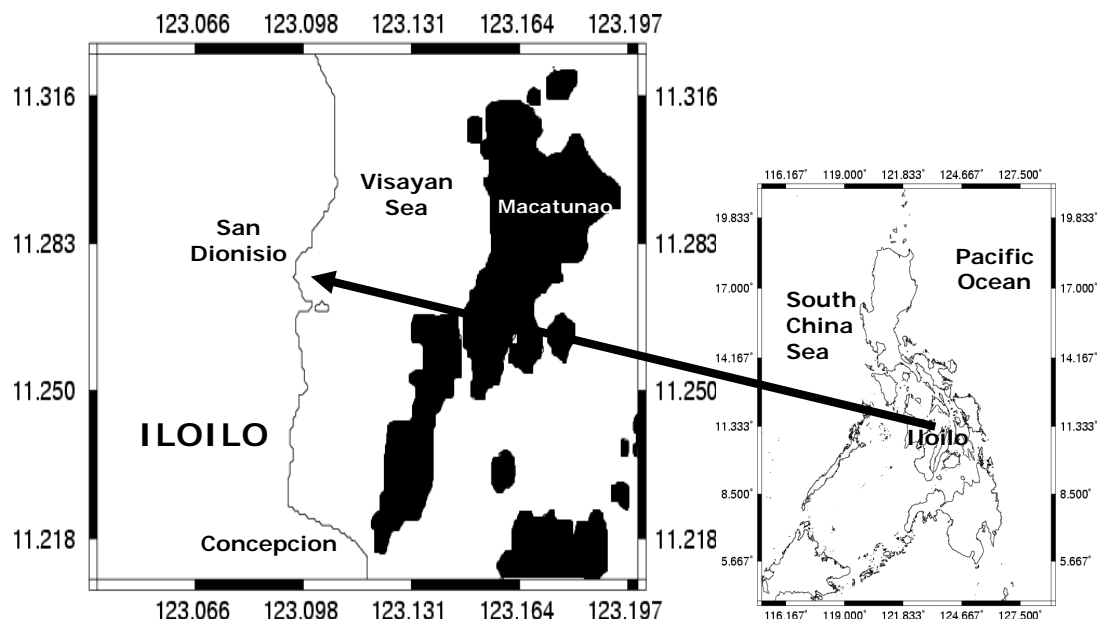 123.066 123.098 123.131 123.164 123.197
11.316
11.283
11.250
11.218
Visayan
Sea
Macatunao
San
Dionisio
ILOILO
Concepcion
11.316
11.283
11.250
11.218
123.066 123.098 123.131 123.164 123.197
116.167° 119.000° 121.833° 124.667° 127.500°
19.833°
17.000°
14.167°
11.333°
8.500°
5.667°
Pacific
Ocean
South
China
Sea
Iloilo
19.833°
17.000°
14.167°
11.333°
8.500°
5.667°
116.167° 119.000° 121.833° 124.667° 127.500°